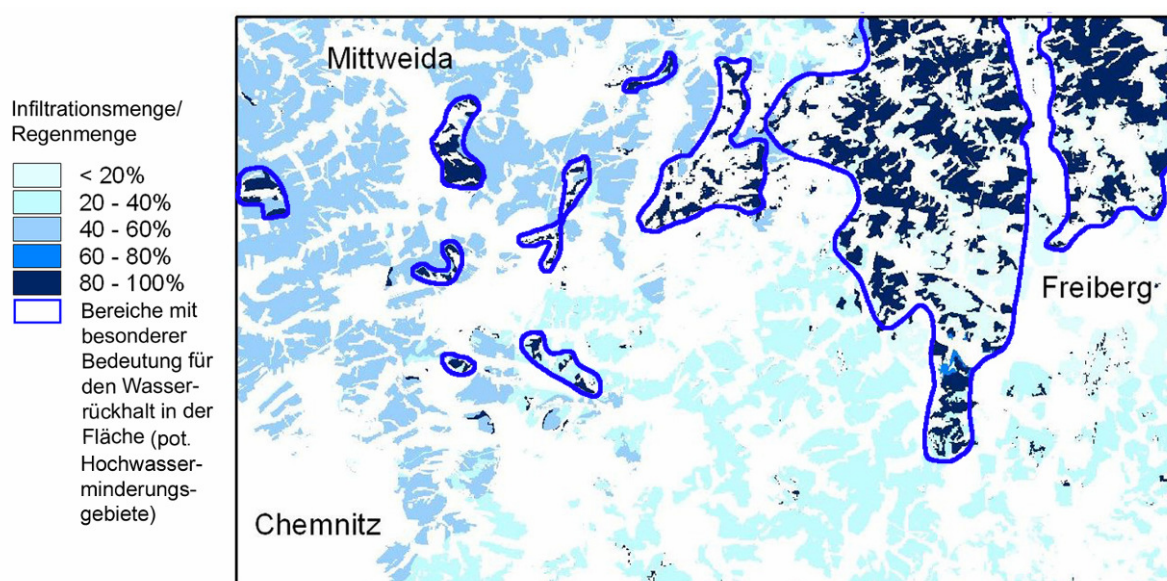 Infiltrationsmenge/
Regenmenge
< 20%
20 - 40%
40 - 60%
60 - 80%
80 - 100%
Bereiche mit
besonderer
Bedeutung für
den Wasser-
rückhalt in der
Fläche (pot.
Hochwasser-
minderungs-
gebiete)
Mittweida
Freiberg
Chemnitz